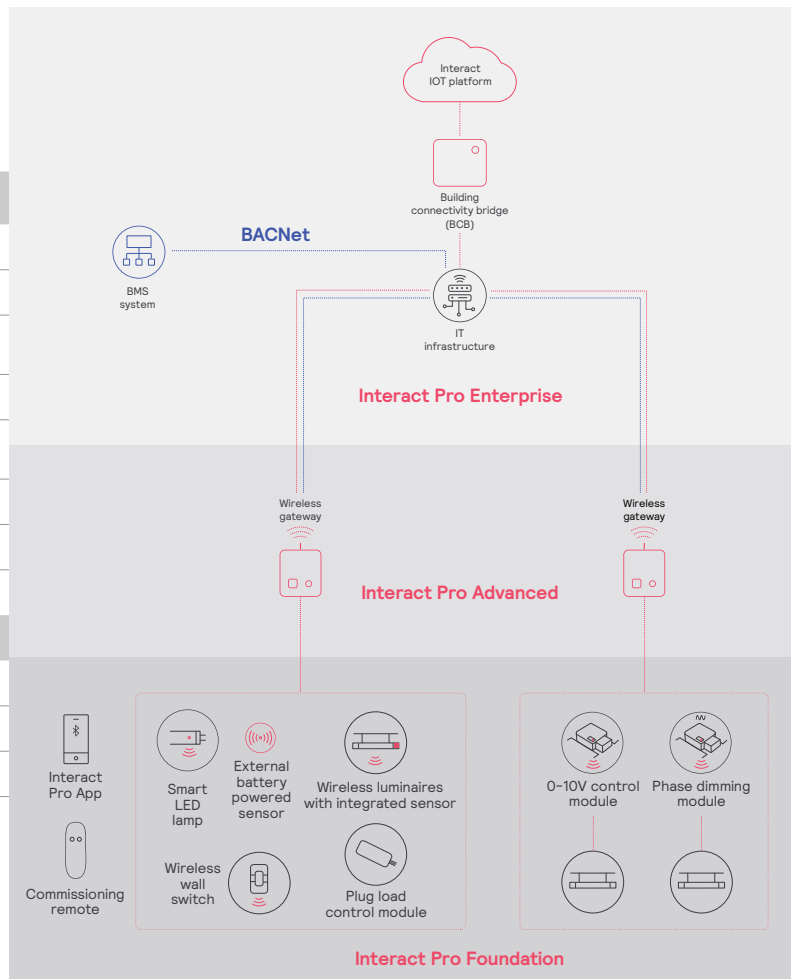 Interact
IOT platform
Building
connectivity bridge
(BCB)
BACNet
BMS
system
IT
infrastructure
Interact Pro Enterprise
Wireless
gateway
Wireless
gateway
Interact Pro Advanced
Interact
Pro App
Smart
LED
lamp
External
battery
powered
sensor
Wireless luminaires
with integrated sensor
0-10V control
module
Phase dimming
module
Commissioning
remote
Wireless
wall
switch
Plug load
control module
Interact Pro Foundation